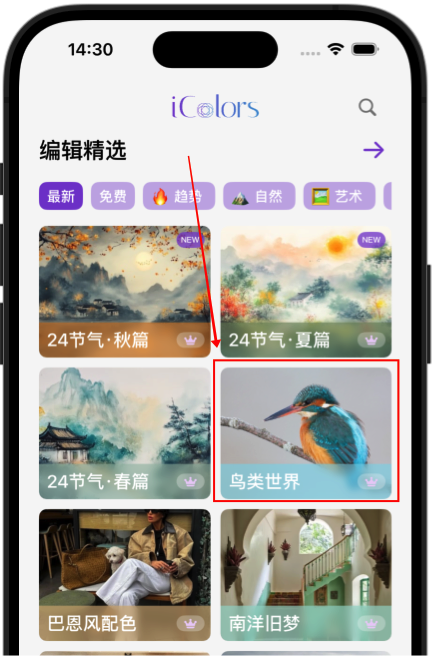 14:30
iColors
编辑精选
最新 免费 趋势 自然 艺术
NEW NEW
24节气·秋篇 24节气·夏篇
24节气·春篇 鸟类世界
巴恩风配色 南洋旧梦